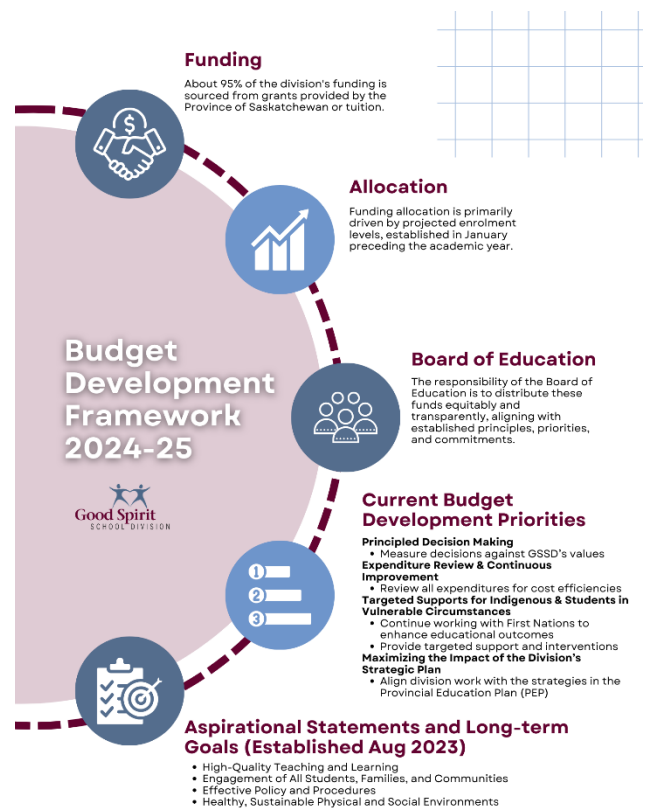 Funding
About 95% of the division's funding is
sourced from grants provided by the
Province of Saskatchewan or tuition.
$
Allocation
Funding allocation is primarily
driven by projected enrolment
levels, established in January
preceding the academic year.
Budget
Development
Framework
2024-25
Good Spirit
SCHOOL DIVISION
Board of Education
The responsibility of the Board of
Education is to distribute these
funds equitably and
transparently, aligning with
established principles, priorities,
and commitments.
Current Budget
Development Priorities
Principled Decision Making
• Measure decisions against GSSD's values
Expenditure Review & Continuous
Improvement
• Review all expenditures for cost efficiencies
Targeted Supports for Indigenous & Students in
Vulnerable Circumstances
• Continue working with First Nations to
enhance educational outcomes
• Provide targeted support and interventions
Maximizing the Impact of the Division's
Strategic Plan
• Align division work with the strategies in the
Provincial Education Plan (PEP)
1
2
3
Aspirational Statements and Long-term
Goals (Established Aug 2023)
• High-Quality Teaching and Learning
• Engagement of All Students, Families, and Communities
• Effective Policy and Procedures
• Healthy, Sustainable Physical and Social Environments